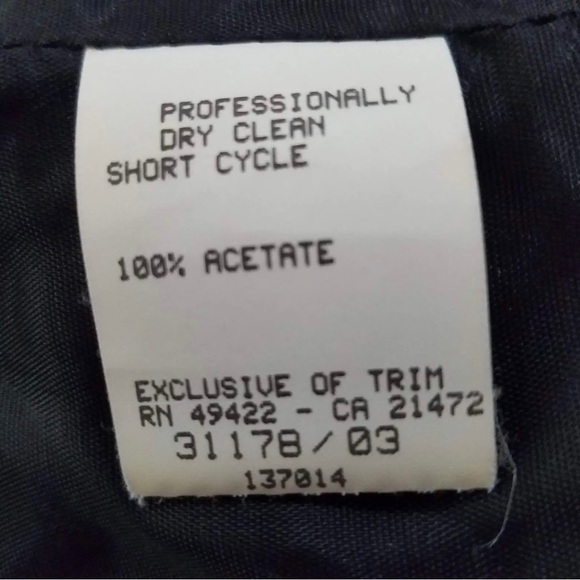 PROFESSIONALLY
DRY CLEAN
SHORT CYCLE
100% ACETATE
EXCLUSIVE OF TRIM
RN 49422 - CA 21472
31178/03
137014